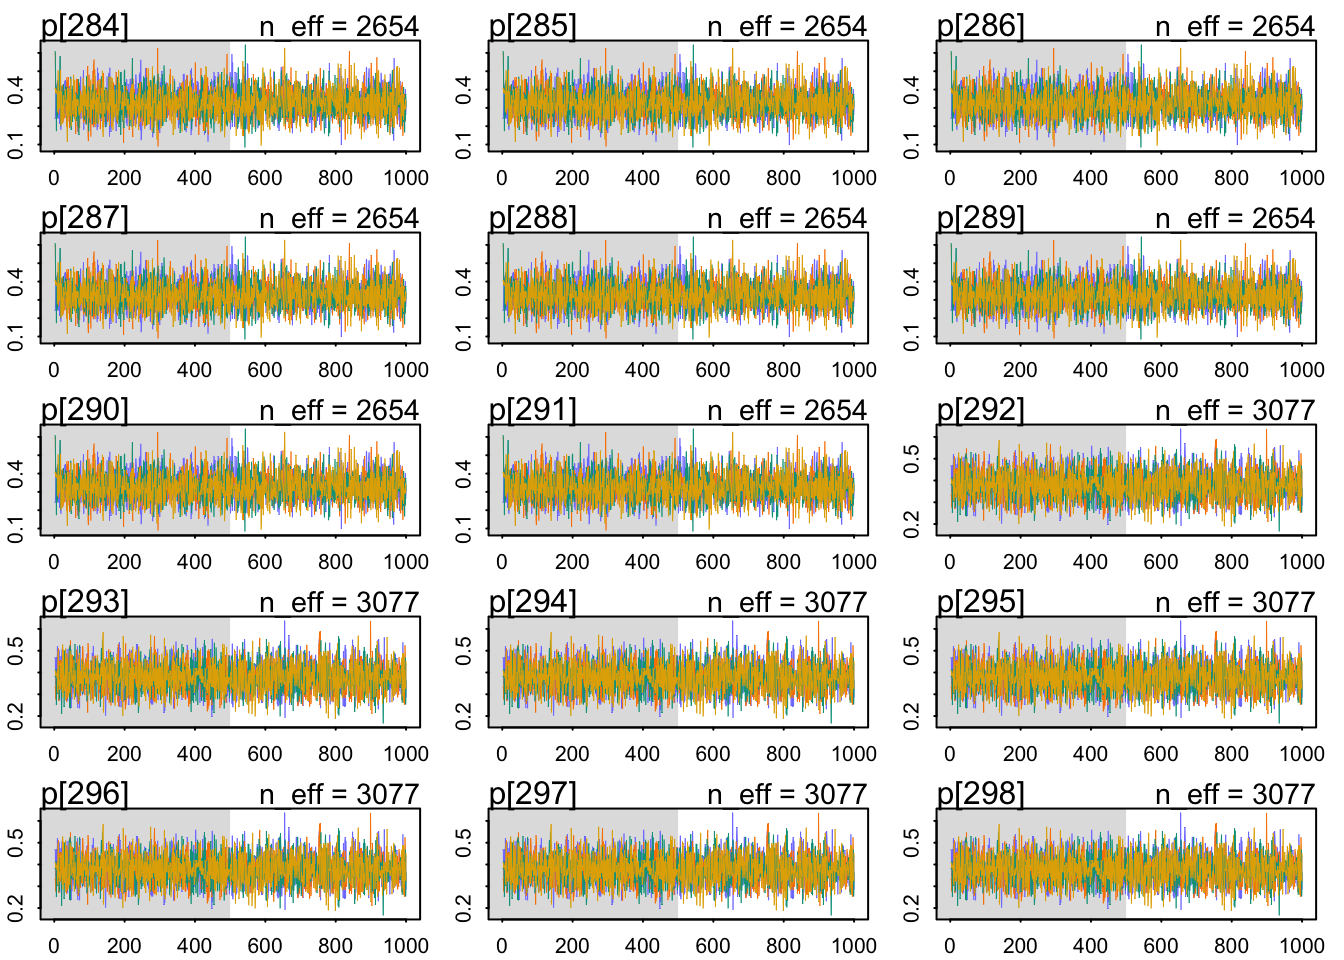 p[284] n_eff = 2654 p[285] n_eff = 2654 p[286] n_eff = 2654
0.4 0.4 0.4
0.1 0.1 0.1
0 200 400 600 800 1000 0 200 400 600 800 1000 0 200 400 600 800 1000
p[287] n_eff = 2654 p[288] n_eff = 2654 p[289] n_eff = 2654
0.4 0.4 0.4
0.1 0.1 0.1
0 200 400 600 800 1000 0 200 400 600 800 1000 0 200 400 600 800 1000
p[290] n_eff = 2654 p[291] n_eff = 2654 p[292] n_eff = 3077
0.4 0.4 0.5
0.1 0.1 0.2
0 200 400 600 800 1000 0 200 400 600 800 1000 0 200 400 600 800 1000
p[293] n_eff = 3077 p[294] n_eff = 3077 p[295] n_eff = 3077
0.5 0.5 0.5
0.2 0.2 0.2
0 200 400 600 800 1000 0 200 400 600 800 1000 0 200 400 600 800 1000
p[296] n_eff = 3077 p[297] n_eff = 3077 p[298] n_eff = 3077
0.5 0.5 0.5
0.2 0.2 0.2
0 200 400 600 800 1000 0 200 400 600 800 1000 0 200 400 600 800 1000